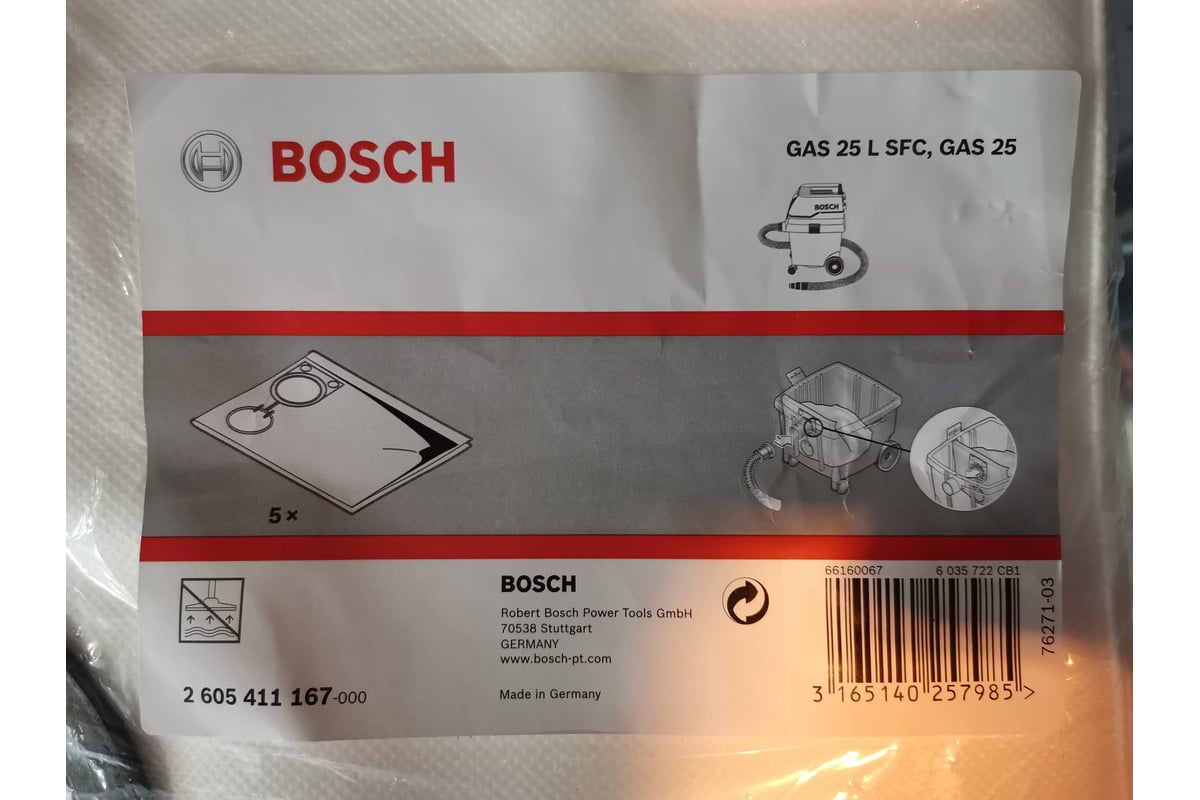 BOSCH
GAS 25 L SFC, GAS 25
BOSCH
5 ×
BOSCH
Robert Bosch Power Tools GmbH
70538 Stuttgart
GERMANY
www.bosch-pt.com
Made in Germany
2 605 411 167-000
66160067 6 035 722 CB1
3 165140 257985 >
76271-03